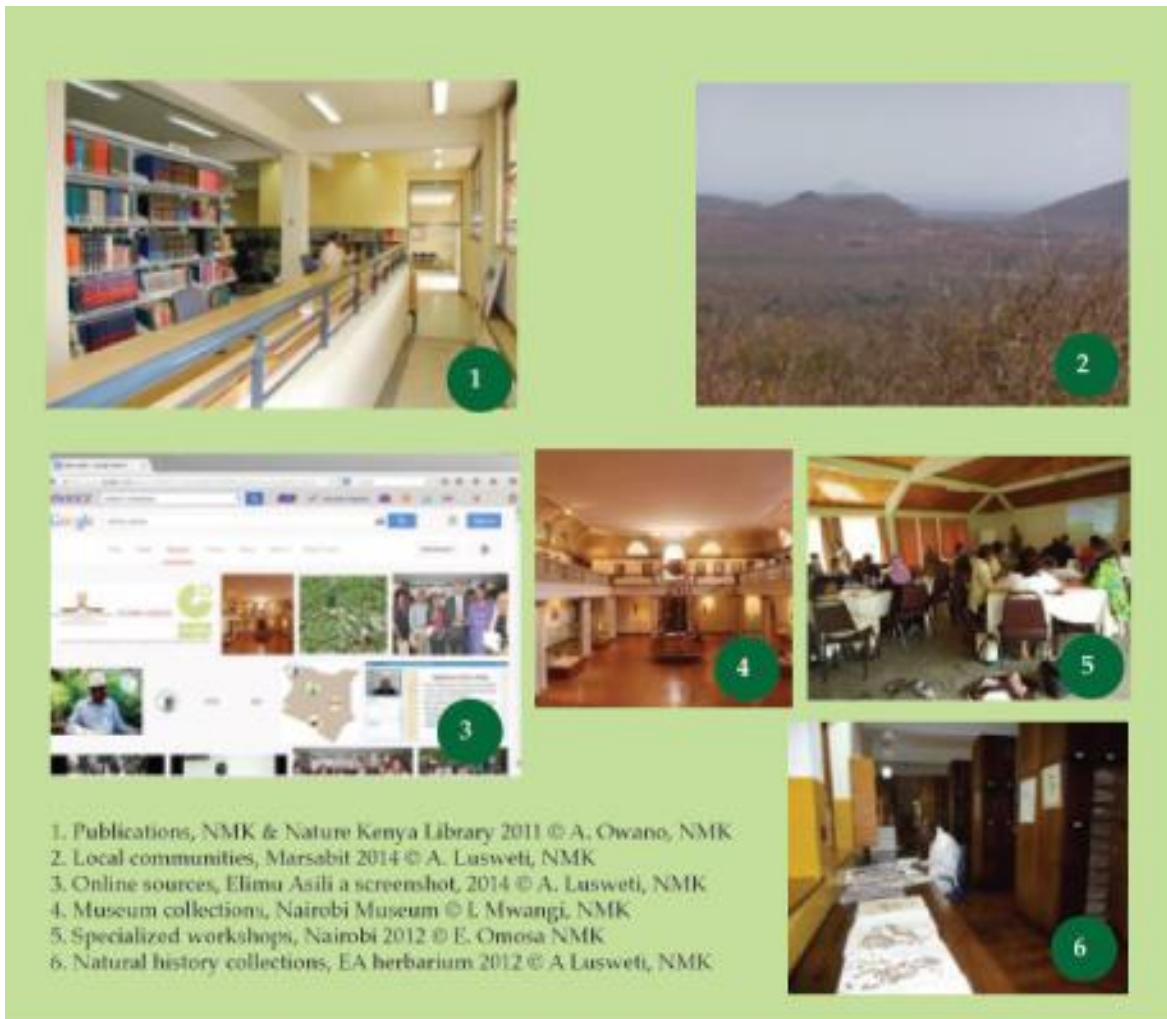 1
2
Google
3
4
5
6
1. Publications, NMK & Nature Kenya Library 2011 © A. Owano, NMK
2. Local communities, Marsabit 2014 © A. Lusweti, NMK
3. Online sources, Elimu Asili a screenshot, 2014 © A. Lusweti, NMK
4. Museum collections, Nairobi Museum © I. Mwangi, NMK
5. Specialized workshops, Nairobi 2012 © E. Omosa NMK
6. Natural history collections, EA herbarium 2012 © A Lusweti, NMK